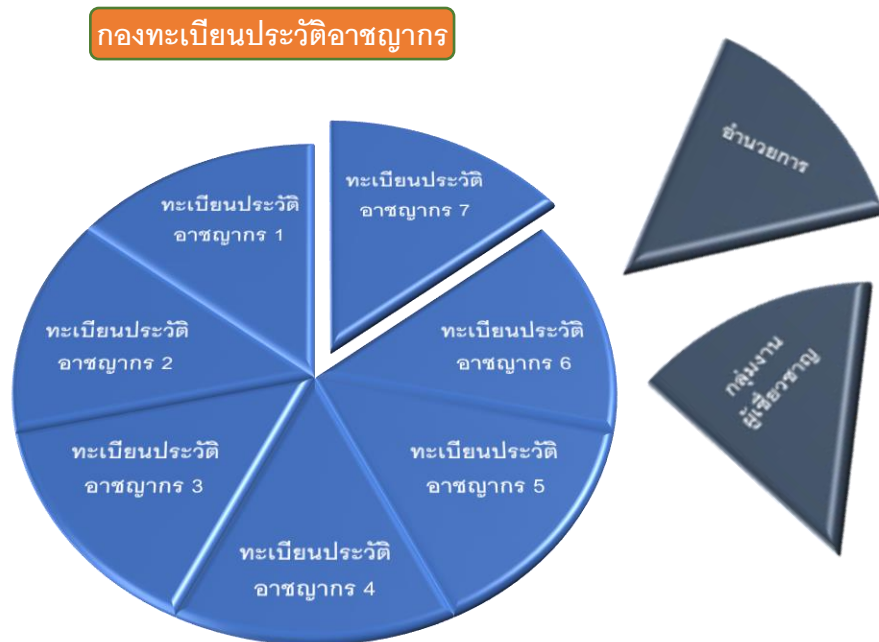 กองทะเบียนประวัติอาชญากร
ทะเบียนประวัติ
อาชญากร 1
ทะเบียนประวัติ
อาชญากร 7
อำนวยการ
ทะเบียนประวัติ
อาชญากร 2
ทะเบียนประวัติ
อาชญากร 6
กลุ่มงาน
ผู้เชี่ยวชาญ
ทะเบียนประวัติ
อาชญากร 3
ทะเบียนประวัติ
อาชญากร 5
ทะเบียนประวัติ
อาชญากร 4